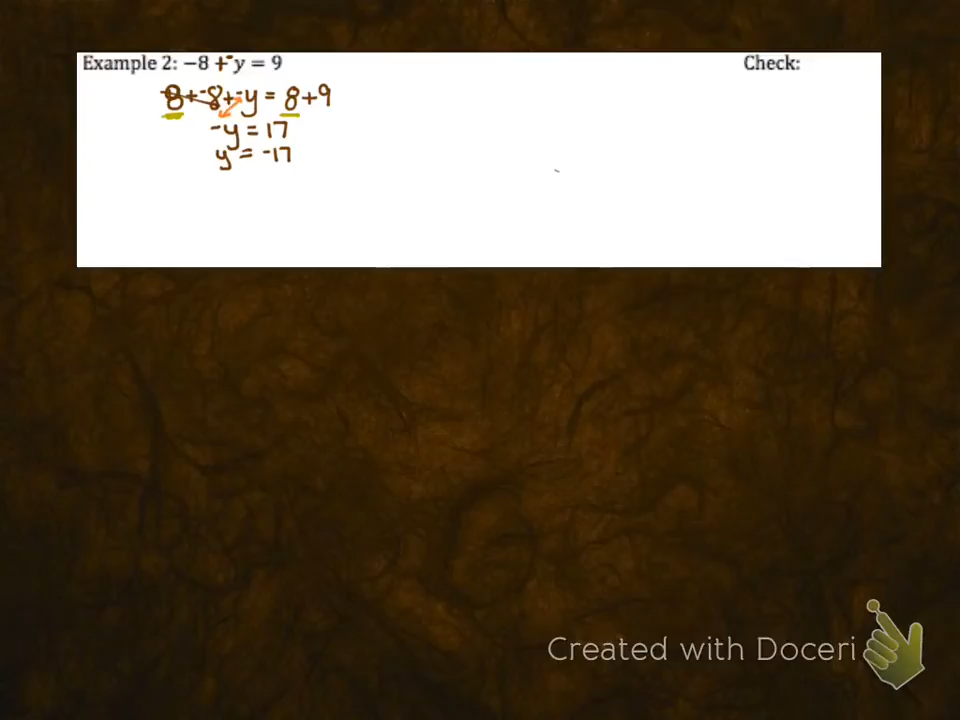 Example 2: −8 + -y = 9
Check:
8+-8+-y = 8+9
-y = 17
y = -17
Created with Doceri